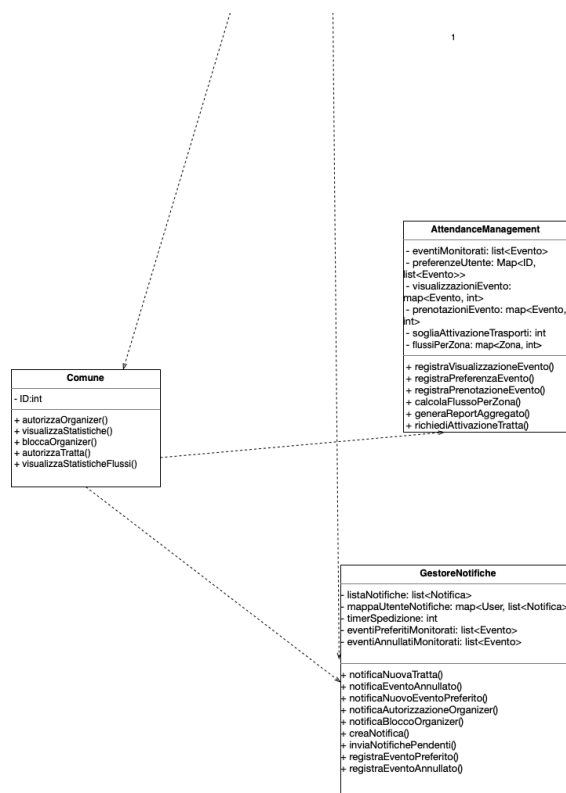 1
AttendanceManagement
- eventiMonitorati: list<Evento>
- preferenzeUtente: Map<ID,
list<Evento>>
- visualizzazioniEvento:
map<Evento, int>
- prenotazioniEvento: map<Evento,
int>
- sogliaAttivazioneTrasporti: int
- flussiPerZona: map<Zona, int>
+ registraVisualizzazioneEvento()
+ registraPreferenzaEvento()
+ registraPrenotazioneEvento()
+ calcolaFlussoPerZona()
+ generaReportAggregato()
+ richiediAttivazioneTratta()
Comune
- ID:int
+ autorizzaOrganizer()
+ visualizzaStatistiche()
+ bloccaOrganizer()
+ autorizzaTratta()
+ visualizzaStatisticheFlussi()
GestoreNotifiche
- listaNotifiche: list<Notifica>
- mappaUtenteNotifiche: map<User, list<Notifica>
- timerSpedizione: int
- eventiPreferitiMonitorati: list<Evento>
- eventiAnnullatiMonitorati: list<Evento>
+ notificaNuovaTratta()
+ notificaEventoAnnullato()
+ notificaNuovoEventoPreferito()
+ notificaAutorizzazioneOrganizer()
+ notificaBloccoOrganizer()
+ creaNotifica()
+ inviaNotifichePendenti()
+ registraEventoPreferito()
+ registraEventoAnnullato()